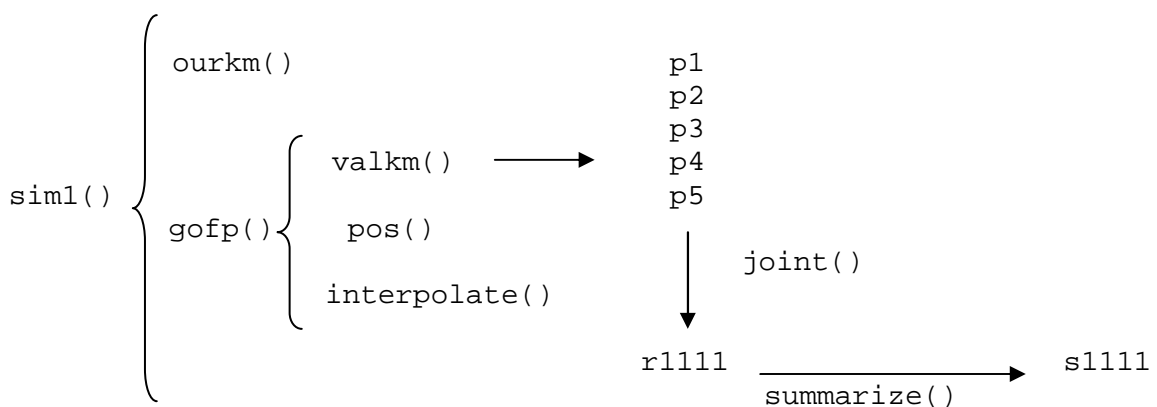 ourkm()
p1
p2
p3
valkm()
p4
sim1()
p5
gofp()
pos()
joint()
interpolate()
r1111
s1111
summarize()